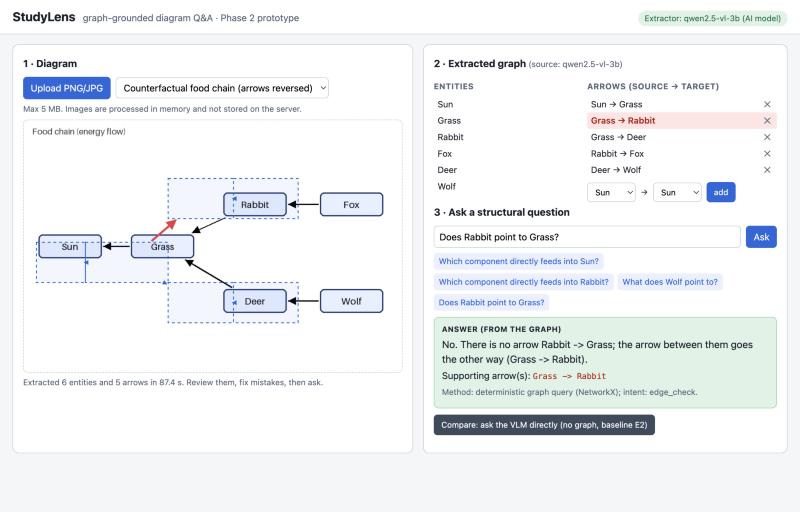 StudyLens graph-grounded diagram Q&A · Phase 2 prototype
Extractor: qwen2.5-vl-3b (AI model)
1 · Diagram
Upload PNG/JPG
Counterfactual food chain (arrows reversed)
Max 5 MB. Images are processed in memory and not stored on the server.
Food chain (energy flow)
Rabbit
Fox
Sun
Grass
Deer
Wolf
Extracted 6 entities and 5 arrows in 87.4 s. Review them, fix mistakes, then ask.
2 · Extracted graph (source: qwen2.5-vl-3b)
ENTITIES
Sun
Grass
Rabbit
Fox
Deer
Wolf
ARROWS (SOURCE → TARGET)
Sun → Grass ×
Grass → Rabbit ×
Grass → Deer ×
Rabbit → Fox ×
Deer → Wolf ×
Sun → Sun add
3 · Ask a structural question
Does Rabbit point to Grass? Ask
Which component directly feeds into Sun?
Which component directly feeds into Rabbit? What does Wolf point to?
Does Rabbit point to Grass?
ANSWER (FROM THE GRAPH)
No. There is no arrow Rabbit -> Grass; the arrow between them goes
the other way (Grass -> Rabbit).
Supporting arrow(s): Grass -> Rabbit
Method: deterministic graph query (NetworkX); intent: edge_check.
Compare: ask the VLM directly (no graph, baseline E2)